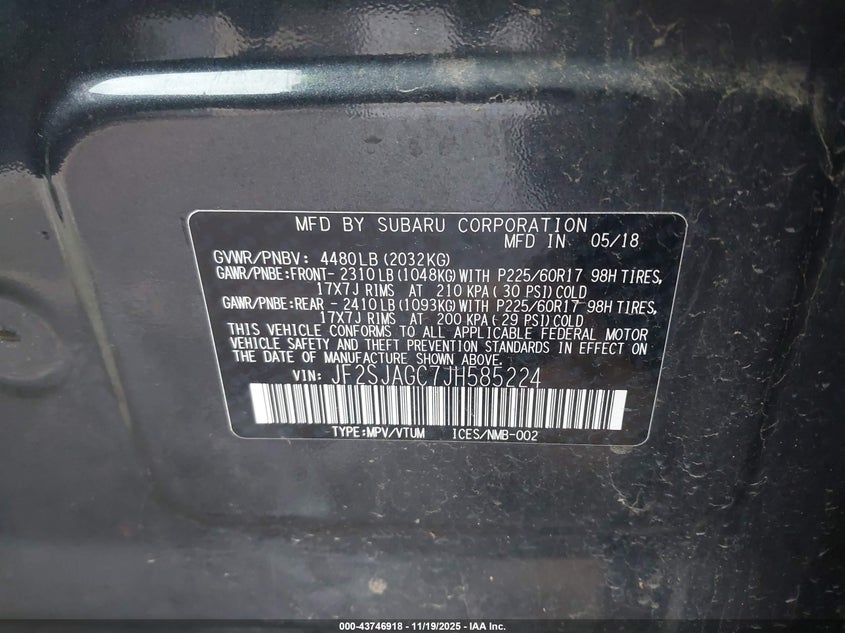 MFD BY SUBARU CORPORATION
MFD IN 05/18
GVWR/PNBV: 4480LB (2032KG)
GAWR/PNBE:FRONT- 2310LB (1048KG) WITH P225/60R17 98H TIRES,
17X7J RIMS AT 210 KPA ( 30 PSI) COLD
GAWR/PNBE:REAR - 2410LB (1093KG) WITH P225/60R17 98H TIRES,
17X7J RIMS AT 200 KPA (-29 PSI) COLD
THIS VEHICLE CONFORMS TO ALL APPLICABLE FEDERAL MOTOR
VEHICLE SAFETY AND THEFT PREVENTION STANDARDS IN EFFECT ON
THE DATE OF MANUFACTURE SHOWN ABOVE.
VIN: JF2SJAGC7JH585224
TYPE:MPV/VTUM ICES/NMB-002
000-43746918 - 11/19/2025 - IAA Inc.